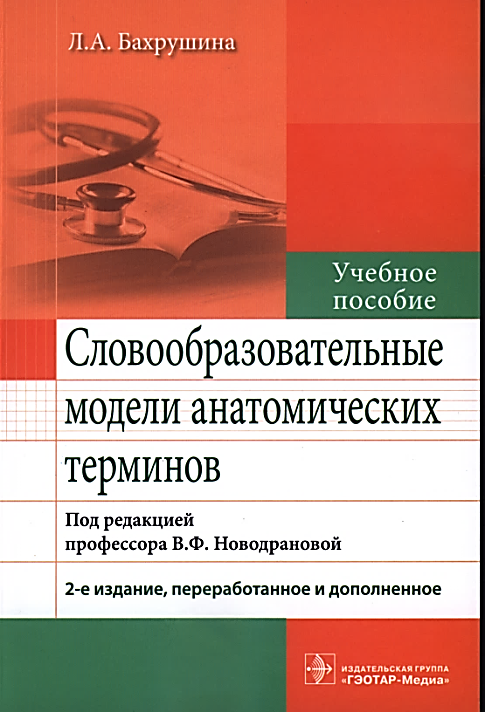 Л.А. Бахрушина
Учебное
пособие
Словообразовательные
модели анатомических
терминов
Под редакцией
профессора В.Ф. Новодрановой
2-е издание, переработанное и дополненное
ИЗДАТЕЛЬСКАЯ ГРУППА
«ГЭОТАР-Медиа»